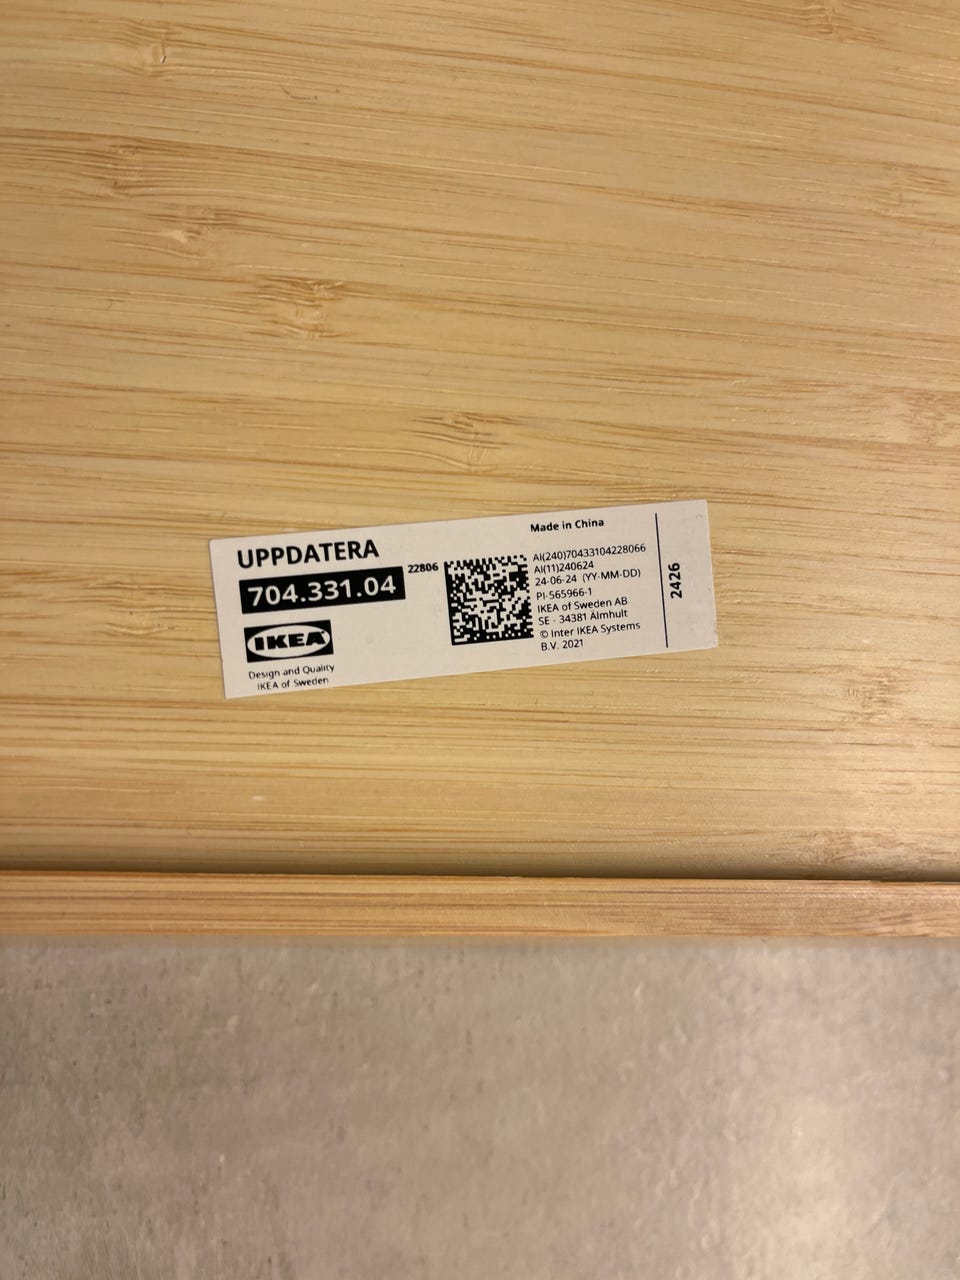 UPPDATERA
704.331.04
22806
IKEA
Design and Quality
IKEA of Sweden
Made in China
AI(240)70433104228066
AI(11)240624
24-06-24 (YY-MM-DD)
PI-565966-1
IKEA of Sweden AB
SE - 34381 Älmhult
© Inter IKEA Systems
B.V. 2021
2426